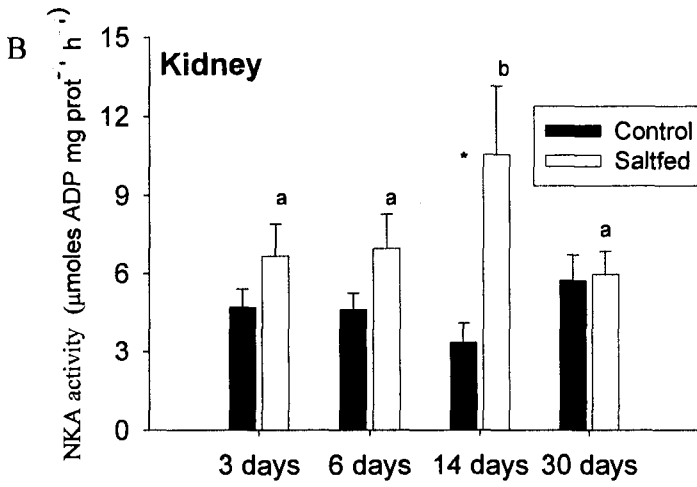 B
Kidney
NKA activity (μmoles ADP mg prot⁻¹ h⁻¹)
15
12
9
6
3
0
a
a
*
b
a
Control
Saltfed
3 days
6 days
14 days
30 days